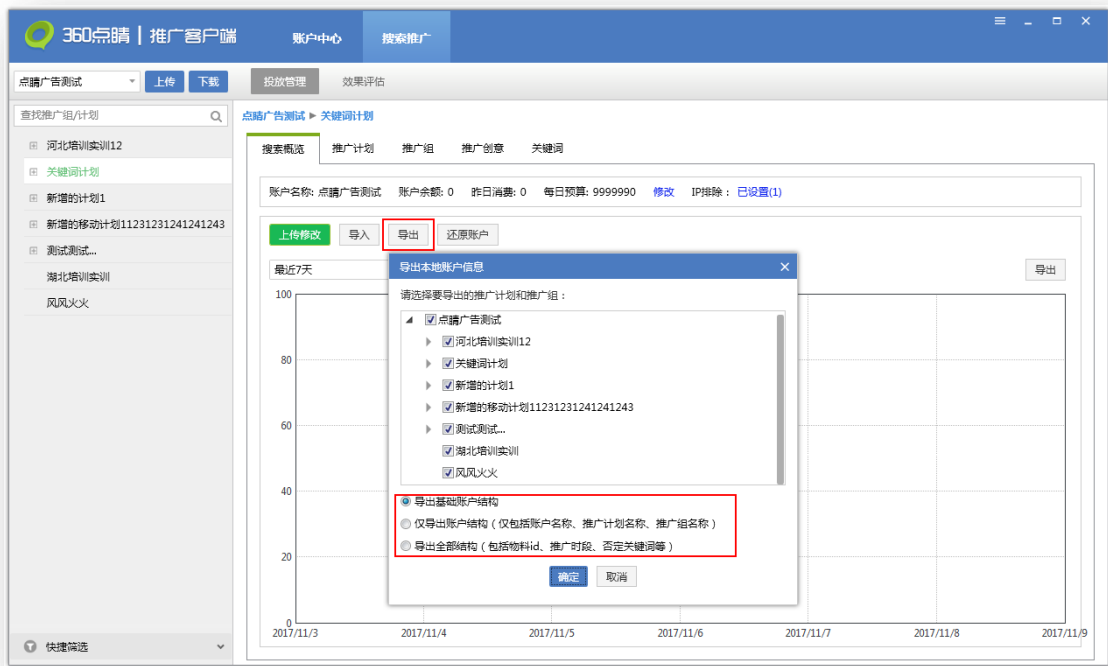 360点睛 | 推广客户端 账户中心 搜索推广
点睛广告测试 上传 下载 投放管理 效果评估
查找推广组/计划
河北培训实训12
关键词计划
新增的计划1
新增的移动计划11231231241241243
测试测试...
湖北培训实训
风风火火
快捷筛选
点睛广告测试 ▶ 关键词计划
搜索概览 推广计划 推广组 推广创意 关键词
账户名称: 点睛广告测试 账户余额: 0 昨日消费: 0 每日预算: 9999990 修改 IP排除： 已设置(1)
上传修改 导入 导出 还原账户
最近7天 导出
导出本地账户信息
请选择要导出的推广计划和推广组：
点睛广告测试
河北培训实训12
关键词计划
新增的计划1
新增的移动计划11231231241241243
测试测试...
湖北培训实训
风风火火
导出基础账户结构
仅导出账户结构（仅包括账户名称、推广计划名称、推广组名称）
导出全部结构（包括物料id、推广时段、否定关键词等）
确定 取消
100
80
60
40
20
0
2017/11/3 2017/11/4 2017/11/5 2017/11/6 2017/11/7 2017/11/8 2017/11/9